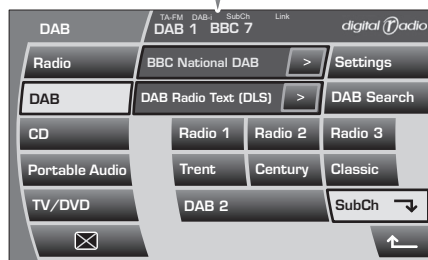 TA-FM DAB-i SubCh Link
DAB DAB 1 BBC 7 digital radio
Radio BBC National DAB > Settings
DAB DAB Radio Text (DLS) > DAB Search
CD Radio 1 Radio 2 Radio 3
Portable Audio Trent Century Classic
TV/DVD DAB 2 SubCh